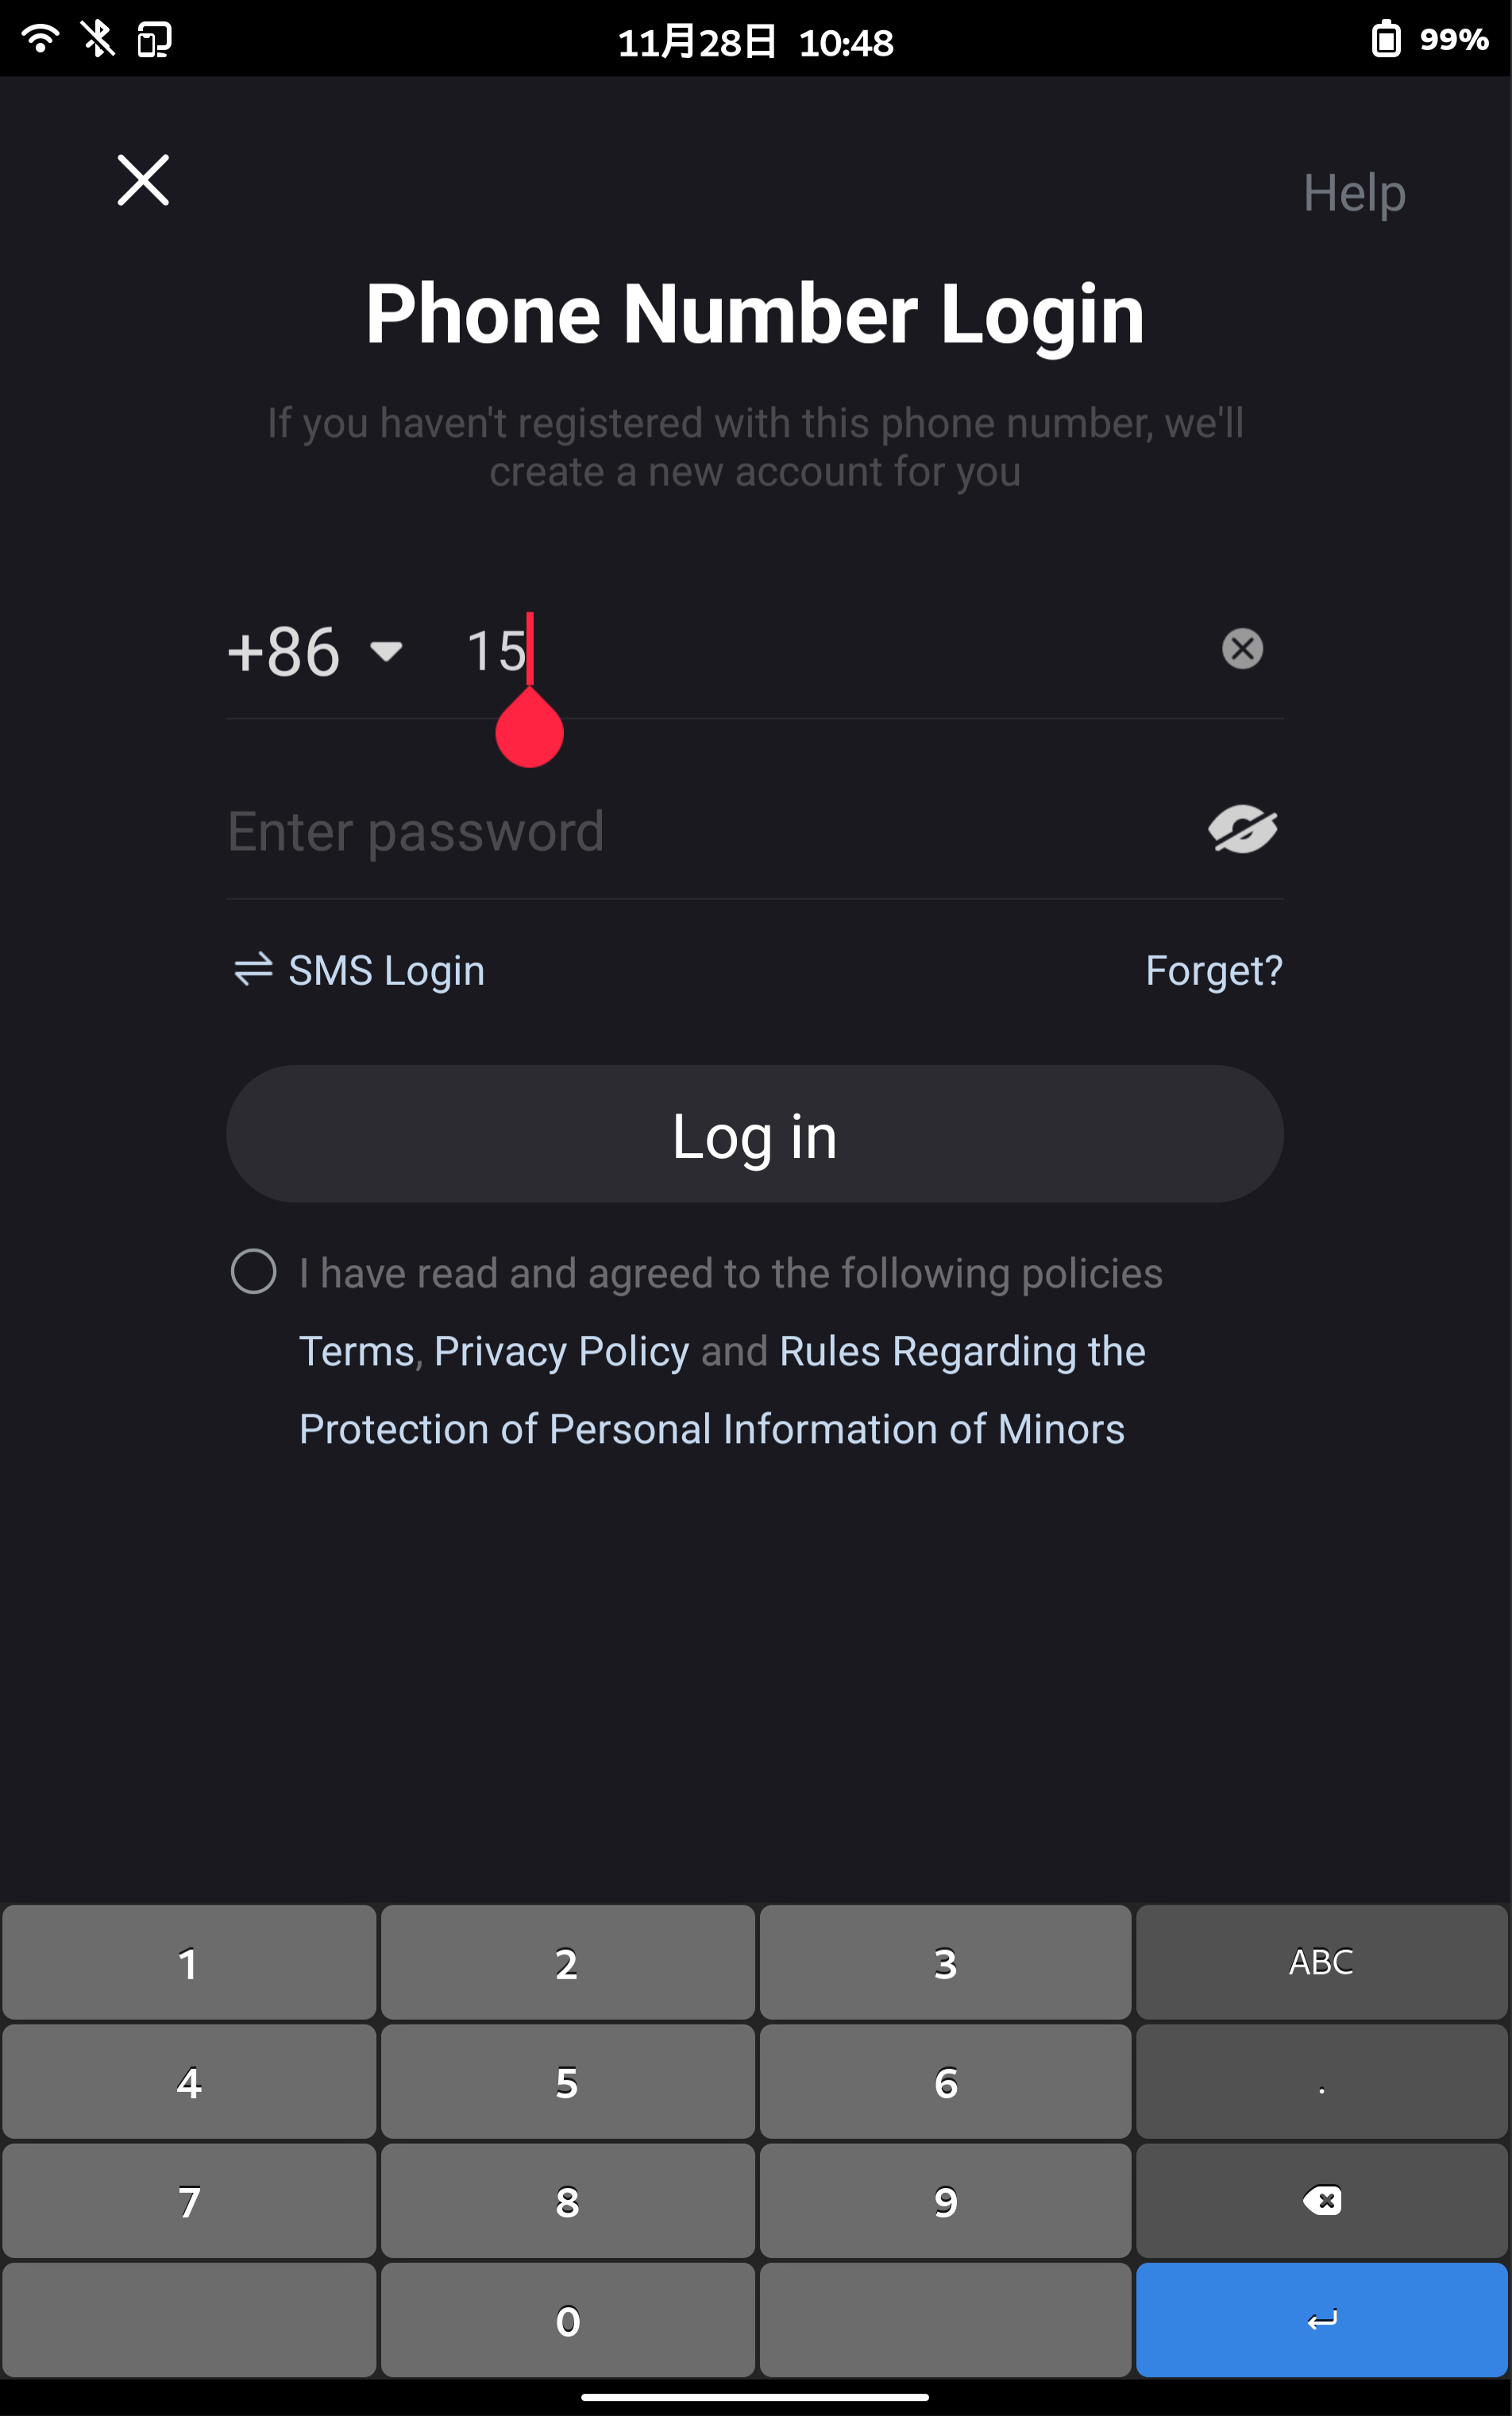 11月28日 10:48
99%
Help
Phone Number Login
If you haven't registered with this phone number, we'll
create a new account for you
+86 15
Enter password
SMS Login
Forget?
Log in
I have read and agreed to the following policies
Terms, Privacy Policy and Rules Regarding the
Protection of Personal Information of Minors
1 2 3 ABC
4 5 6 .
7 8 9
0